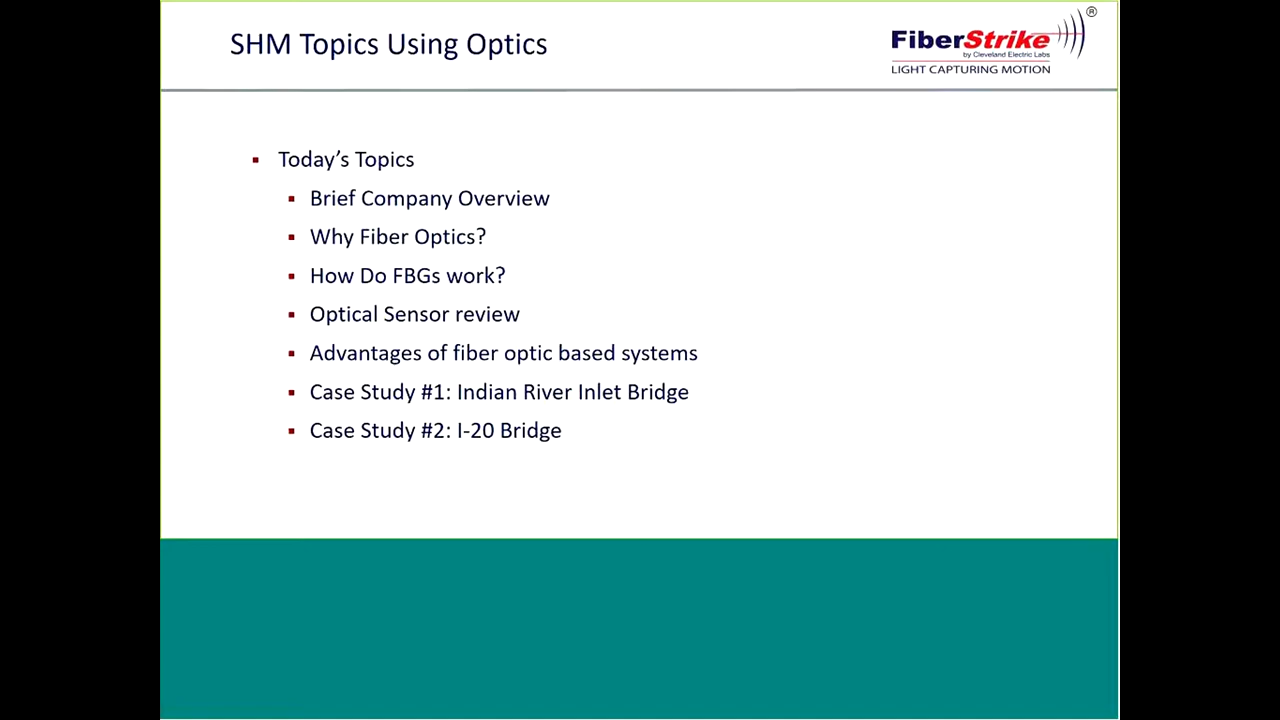 SHM Topics Using Optics
®
FiberStrike
by Cleveland Electric Labs
LIGHT CAPTURING MOTION
Today's Topics
Brief Company Overview
Why Fiber Optics?
How Do FBGs work?
Optical Sensor review
Advantages of fiber optic based systems
Case Study #1: Indian River Inlet Bridge
Case Study #2: I-20 Bridge